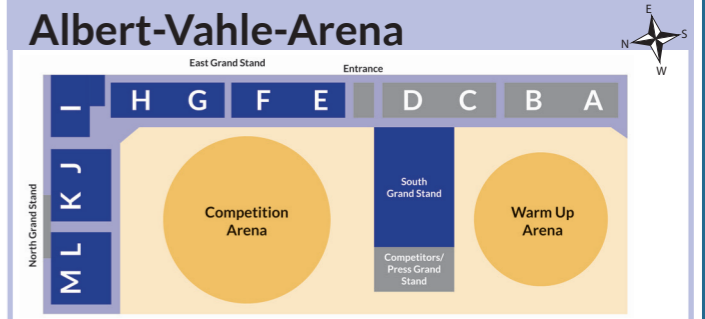 Albert-Vahle-Arena
E
N
S
W
East Grand Stand
Entrance
I
H G F E D C B A
J
K
L
M
North Grand Stand
South
Grand Stand
Competition
Arena
Warm Up
Arena
Competitors/
Press Grand
Stand